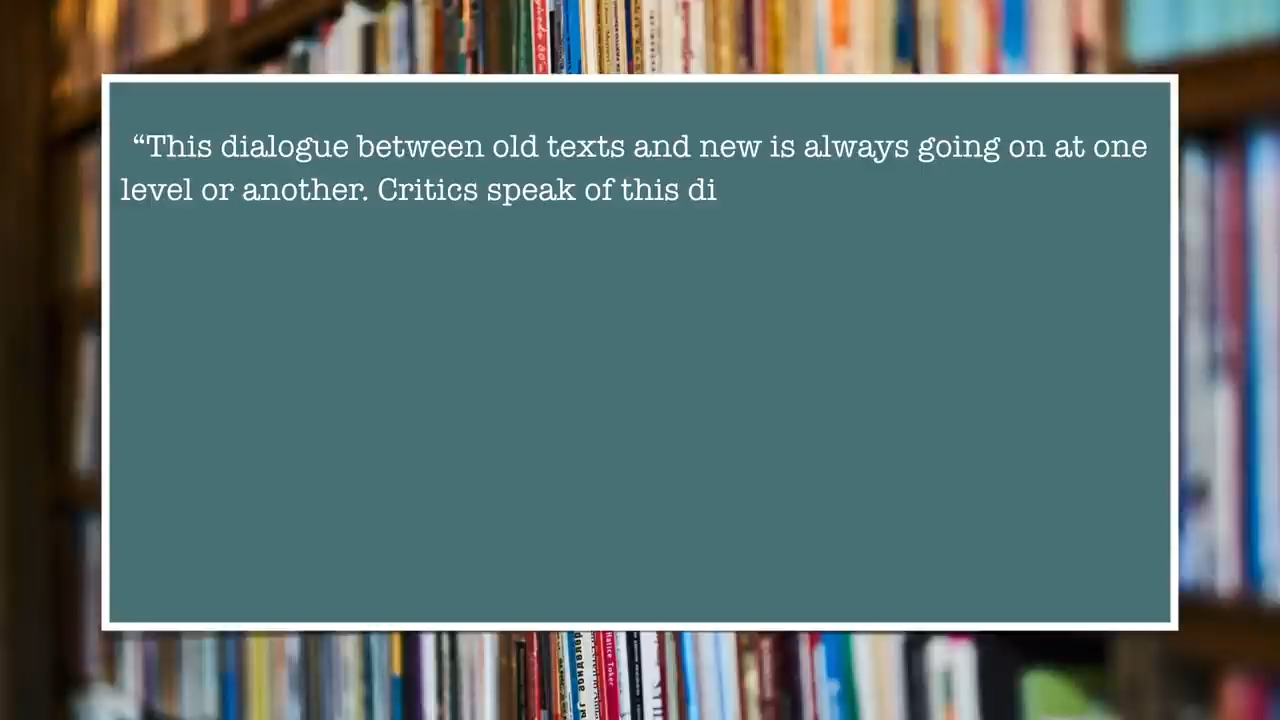 “This dialogue between old texts and new is always going on at one
level or another. Critics speak of this di